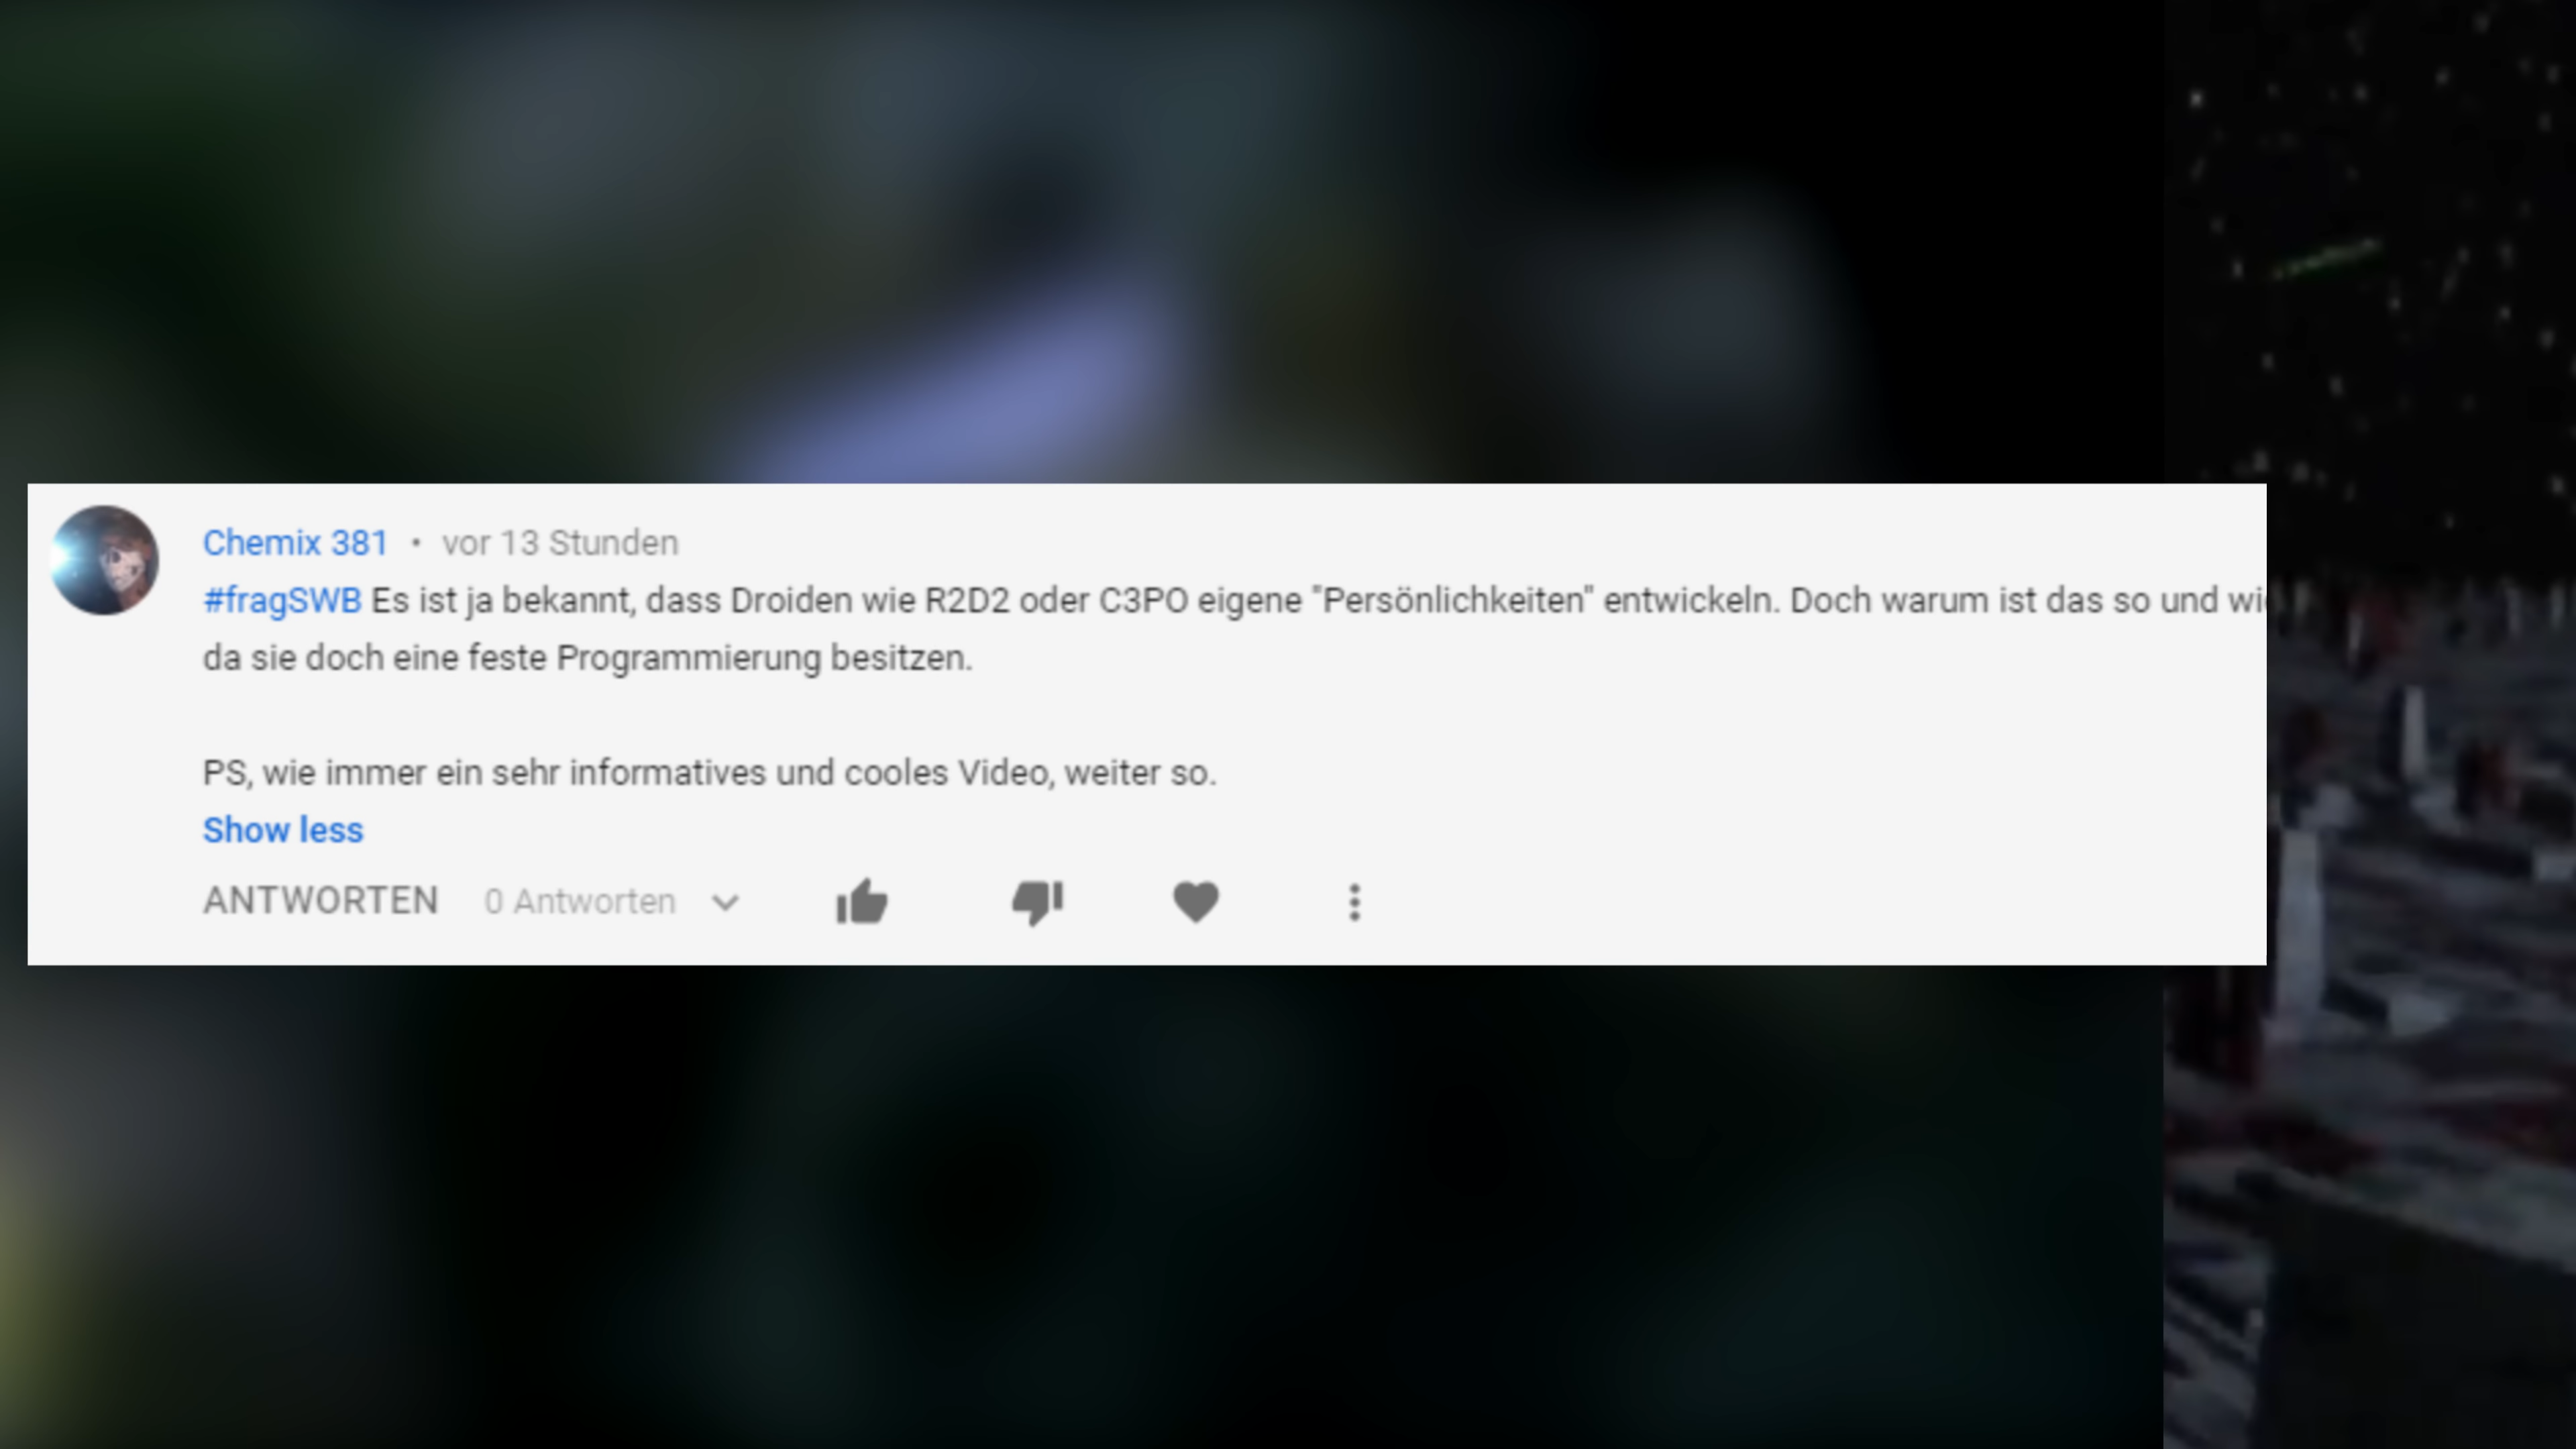 Chemix 381 • vor 13 Stunden
#fragSWB Es ist ja bekannt, dass Droiden wie R2D2 oder C3PO eigene "Persönlichkeiten" entwickeln. Doch warum ist das so und
da sie doch eine feste Programmierung besitzen.
PS, wie immer ein sehr informatives und cooles Video, weiter so.
Show less
ANTWORTEN 0 Antworten